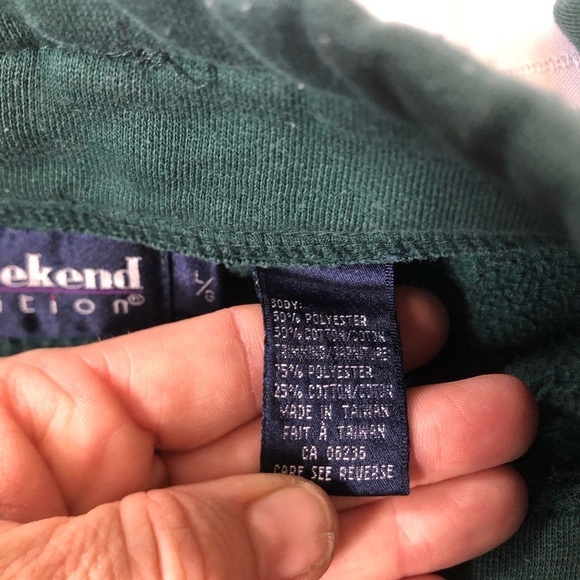 ekend
ition®
L/G
BODY:
50% POLYESTER
50% COTTON/COTON
75% POLYESTER
25% COTTON/COTON
MADE IN TAIWAN
FAIT À TAIWAN
CA 06235
CARE SEE REVERSE